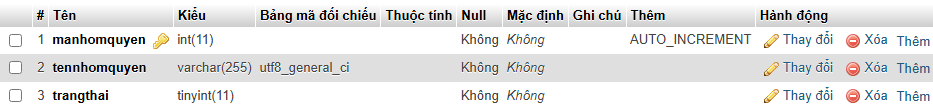 # Tên Kiểu Bảng mã đối chiếu Thuộc tính Null Mặc định Ghi chú Thêm Hành động
1 manhomquyen int(11) Không Không AUTO_INCREMENT Thay đổi Xóa Thêm
2 tennhomquyen varchar(255) utf8_general_ci Không Không Thay đổi Xóa Thêm
3 trangthai tinyint(11) Không Không Thay đổi Xóa Thêm